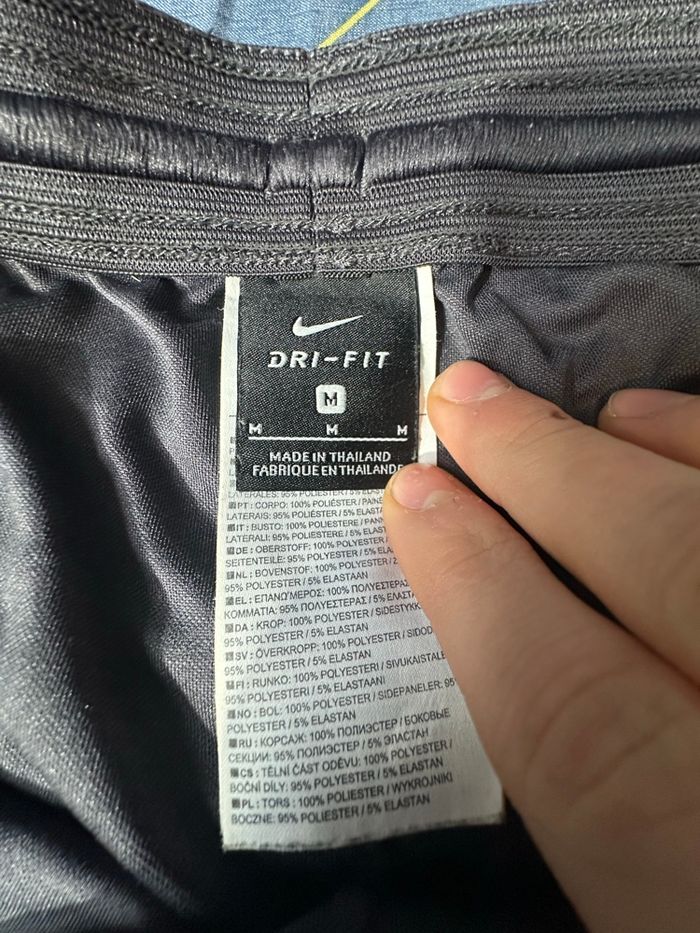 DRI-FIT
M
M M M
MADE IN THAILAND
FABRIQUE EN THAILANDE
LATERALES: 95% POLIÉSTER / 5% ELAS
PT: CORPO: 100% POLIÉSTER / PAINÉ
LATERAIS: 95% POLIÉSTER / 5% ELAS
IT: BUSTO: 100% POLIESTERE / PANN
LATERALI: 95% POLIESTERE / 5% ELA
DE: OBERSTOFF: 100% POLYESTER
SEITENTEILE: 95% POLYESTER / 5% ELA
NL: BOVENSTOF: 100% POLYESTER / Z
95% POLYESTER / 5% ELASTAAN
EL: ΕΠΑΝΩ ΜΕΡΟΣ: 100% ΠΟΛΥΕΣΤΕΡΑΣ
ΚΟΜΜΑΤΙΑ: 95% ΠΟΛΥΕΣΤΕΡΑΣ / 5% ΕΛΑΣΤ
DA: KROP: 100% POLYESTER / SIDESTYKK
95% POLYESTER / 5% ELASTAN
SV: ÖVERKROPP: 100% POLYESTER / SIDOD
95% POLYESTER / 5% ELASTAN
FI: RUNKO: 100% POLYESTERI / SIVUKAISTALE
95% POLYESTERI / 5% ELASTAANI
NO: BOL: 100% POLYESTER / SIDEPANELER: 95
POLYESTER / 5% ELASTAN
RU: КОРСАЖ: 100% ПОЛИЭСТЕР / БОКОВЫЕ
СЕКЦИИ: 95% ПОЛИЭСТЕР / 5% ЭЛАСТАН
CS: TĚLNÍ ČÁST ODĚVU: 100% POLYESTER /
BOČNÍ DÍLY: 95% POLYESTER / 5% ELASTAN
PL: TORS: 100% POLIESTER / WYKROJNIKI
BOCZNE: 95% POLIESTER / 5% ELASTAN